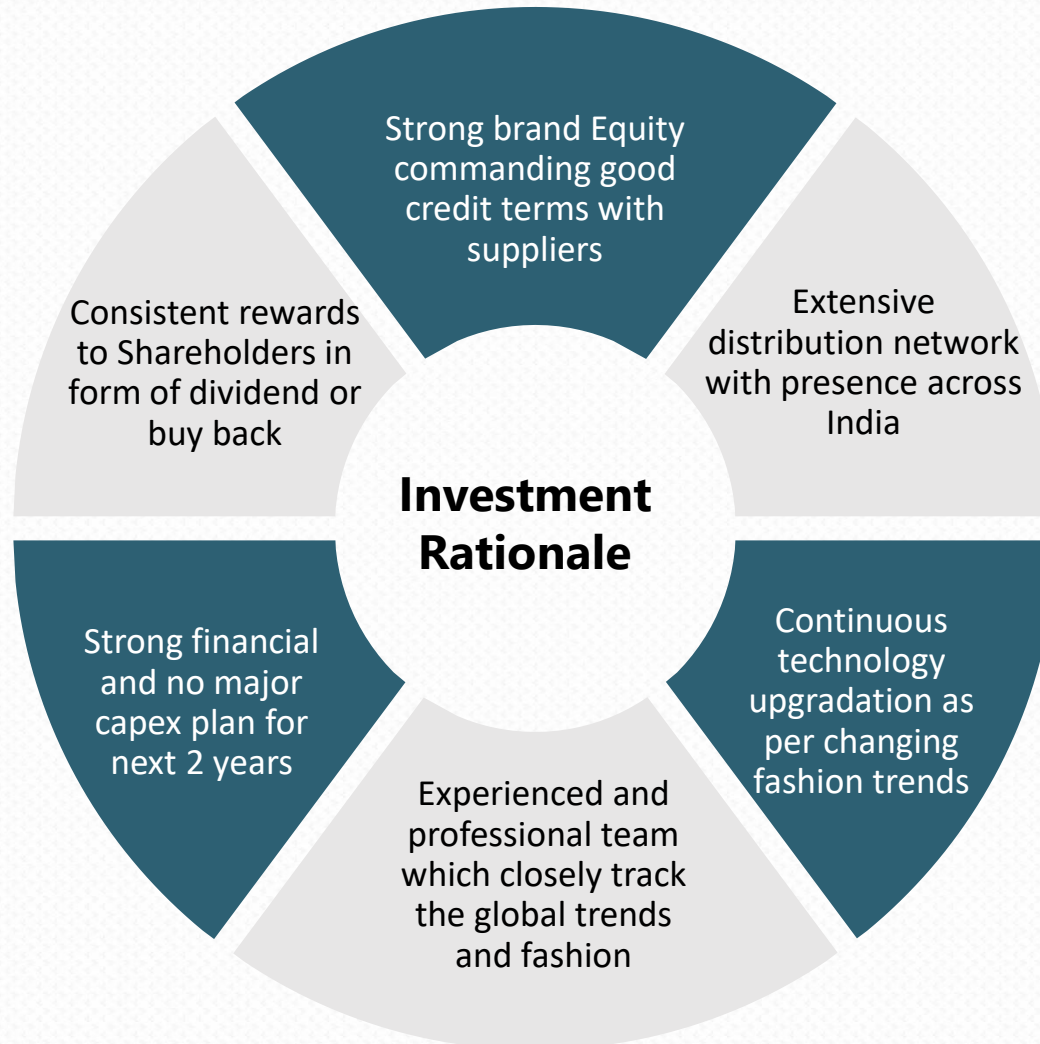 Strong brand Equity
commanding good
credit terms with
suppliers
Extensive
distribution network
with presence across
India
Continuous
technology
upgradation as
per changing
fashion trends
Experienced and
professional team
which closely track
the global trends
and fashion
Strong financial
and no major
capex plan for
next 2 years
Consistent rewards
to Shareholders in
form of dividend or
buy back
Investment
Rationale